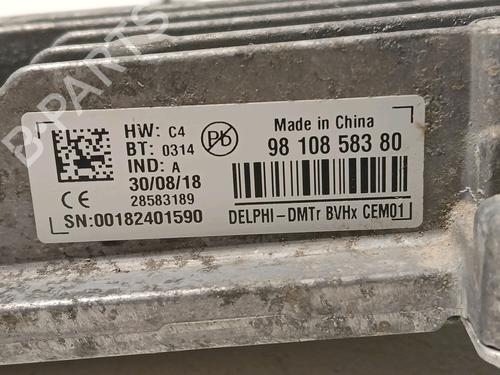 B-PARTS
HW: C4
BT: 0314
IND: A
30/08/18
28583189
SN:00182401590
Pb
Made in China
98 108 583 80
DELPHI-DMTr BVHx CEM01
CE